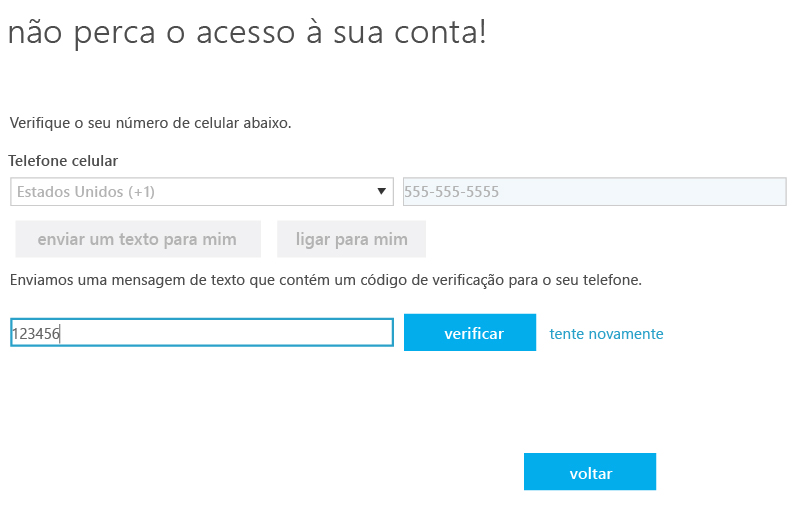 não perca o acesso à sua conta!
Verifique o seu número de celular abaixo.
Telefone celular
Estados Unidos (+1) 555-555-5555
enviar um texto para mim ligar para mim
Enviamos uma mensagem de texto que contém um código de verificação para o seu telefone.
123456 verificar tente novamente
voltar